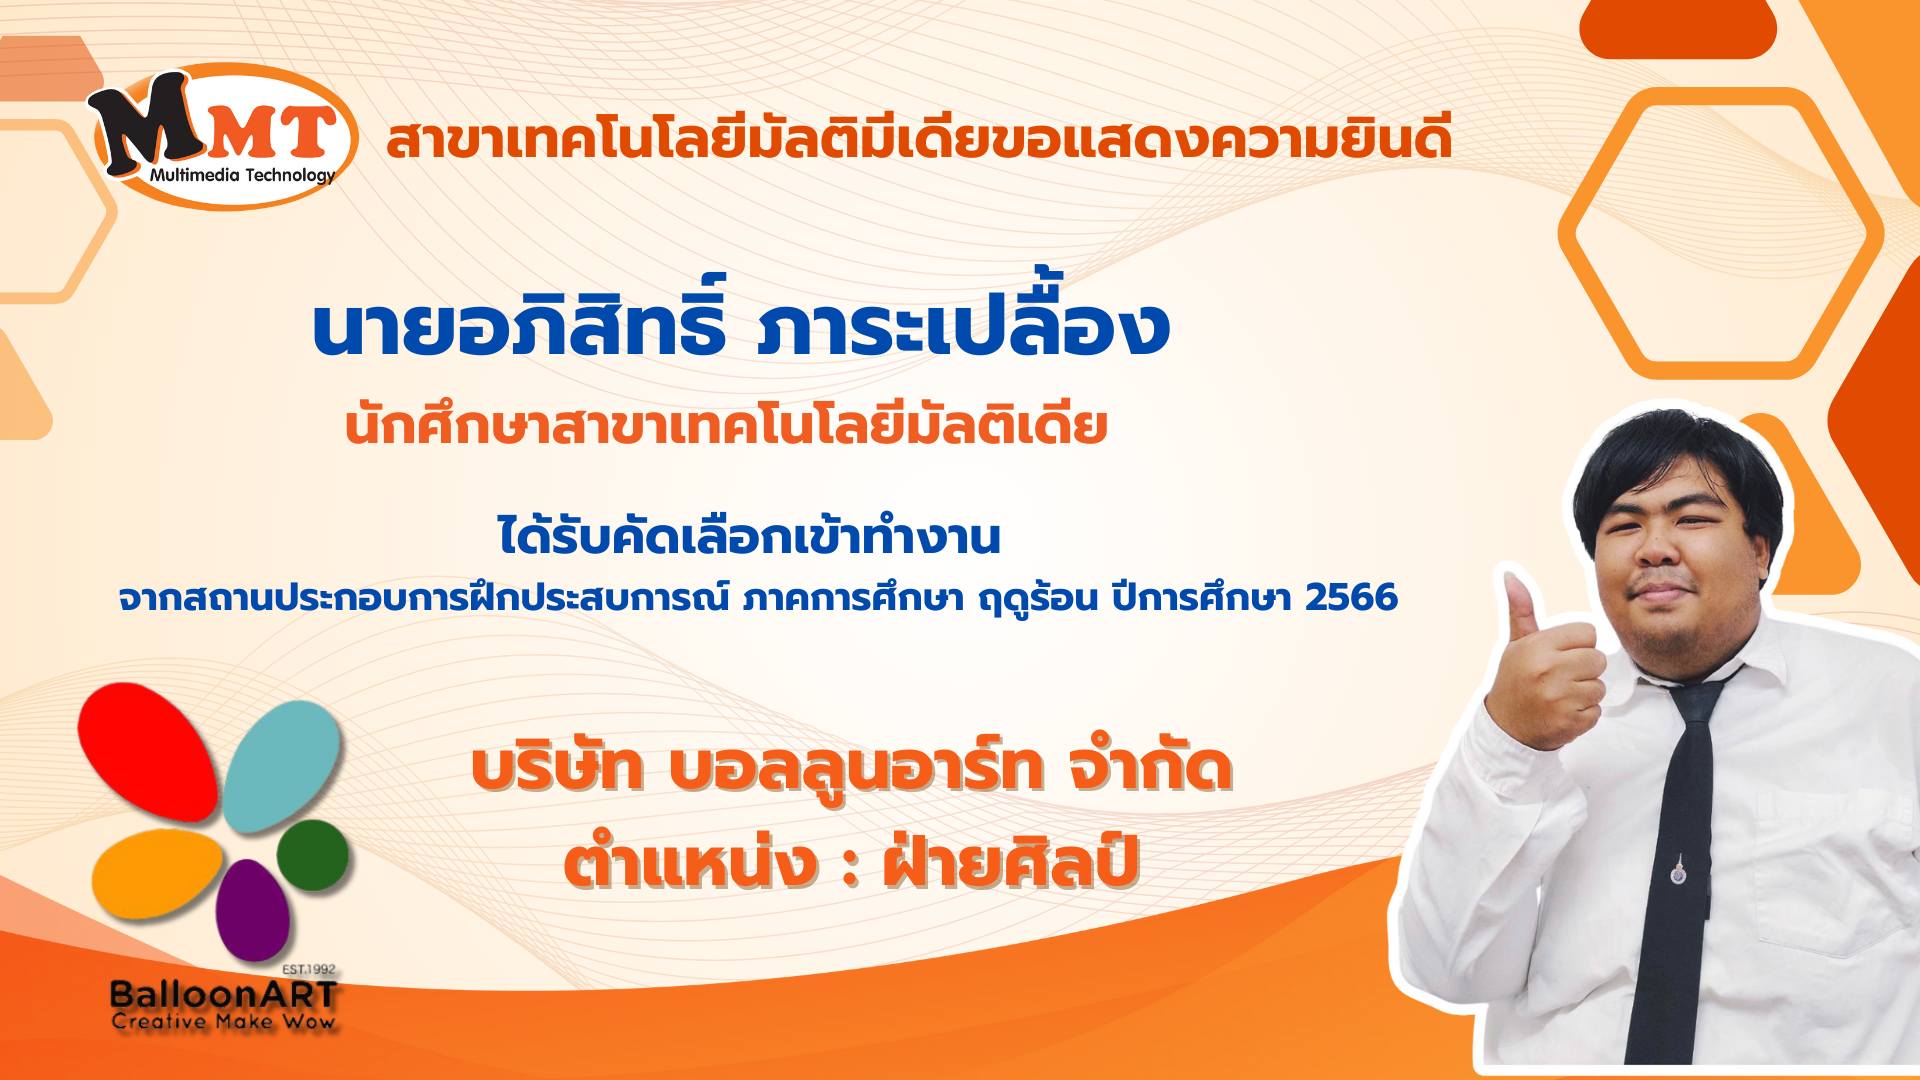 MMT
Multimedia Technology
สาขาเทคโนโลยีมัลติมีเดียขอแสดงความยินดี
นายอภิสิทธิ์ ภาระเปลื้อง
นักศึกษาสาขาเทคโนโลยีมัลติเดีย
ได้รับคัดเลือกเข้าทำงาน
จากสถานประกอบการฝึกประสบการณ์ ภาคการศึกษา ฤดูร้อน ปีการศึกษา 2566
บริษัท บอลลูนอาร์ท จำกัด
ตำแหน่ง : ฝ่ายศิลป์
EST.1992
BalloonART
Creative Make Wow